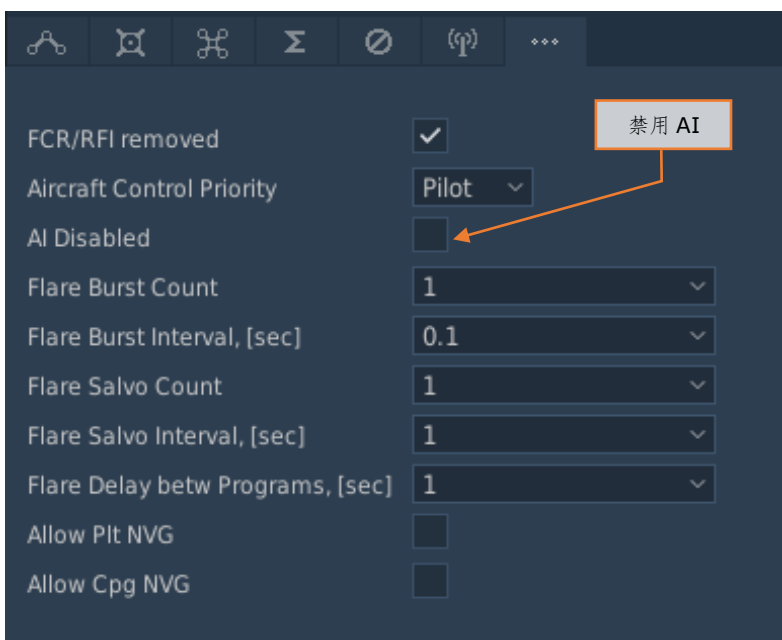 禁用 AI
FCR/RFI removed
Aircraft Control Priority Pilot
AI Disabled
Flare Burst Count 1
Flare Burst Interval, [sec] 0.1
Flare Salvo Count 1
Flare Salvo Interval, [sec] 1
Flare Delay betw Programs, [sec] 1
Allow Plt NVG
Allow Cpg NVG